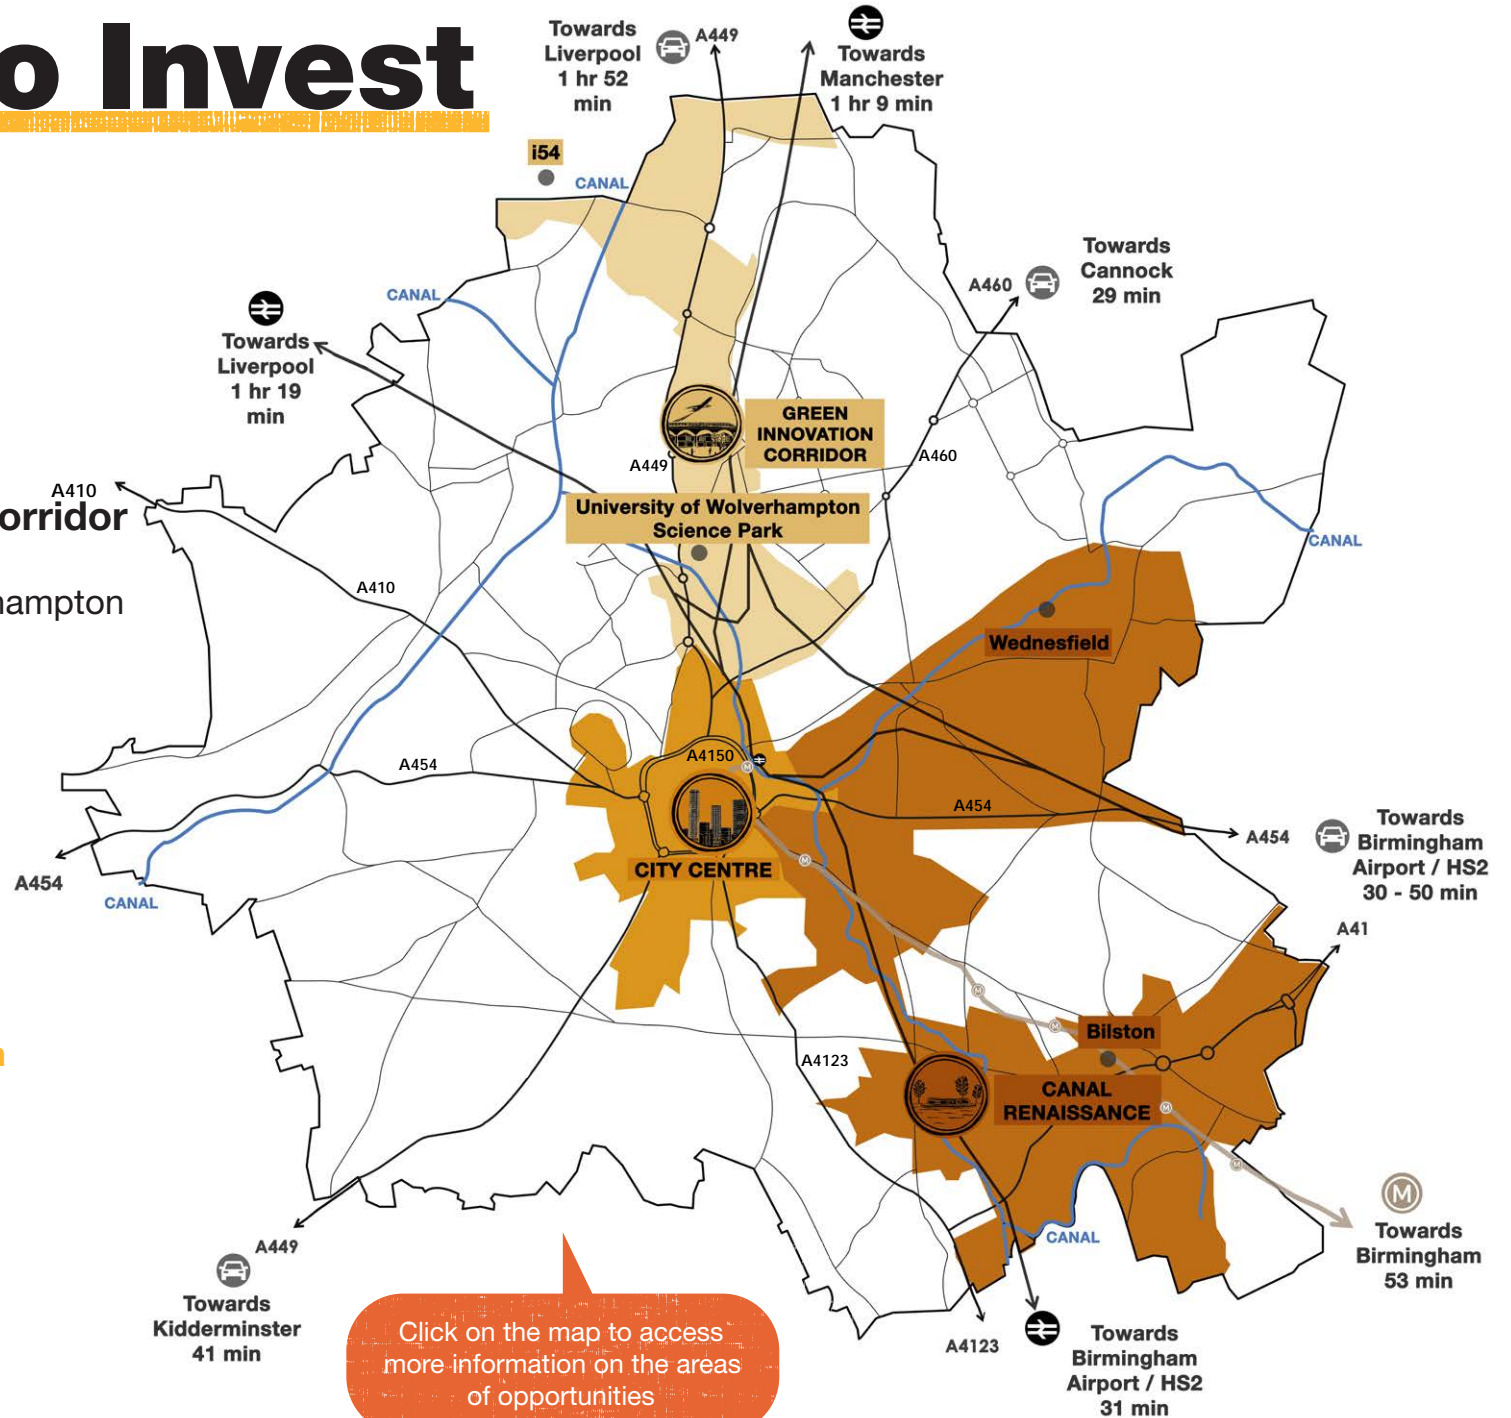 o Invest
Towards
Liverpool
1 hr 52
min
A449
Towards
Manchester
1 hr 9 min
i54
CANAL
CANAL
A460
Towards
Cannock
29 min
Towards
Liverpool
1 hr 19
min
GREEN
INNOVATION
CORRIDOR
A449
A460
A410
orridor
University of Wolverhampton
Science Park
CANAL
A410
hampton
Wednesfield
A4150
M
A454
A454
A454
Towards
Birmingham
Airport / HS2
30 - 50 min
M
CITY CENTRE
A454
CANAL
A41
M
M
Bilston
A4123
CANAL
RENAISSANCE
M
M
M
Towards
Birmingham
53 min
CANAL
A449
Towards
Kidderminster
41 min
Click on the map to access
more information on the areas
of opportunities
A4123
Towards
Birmingham
Airport / HS2
31 min